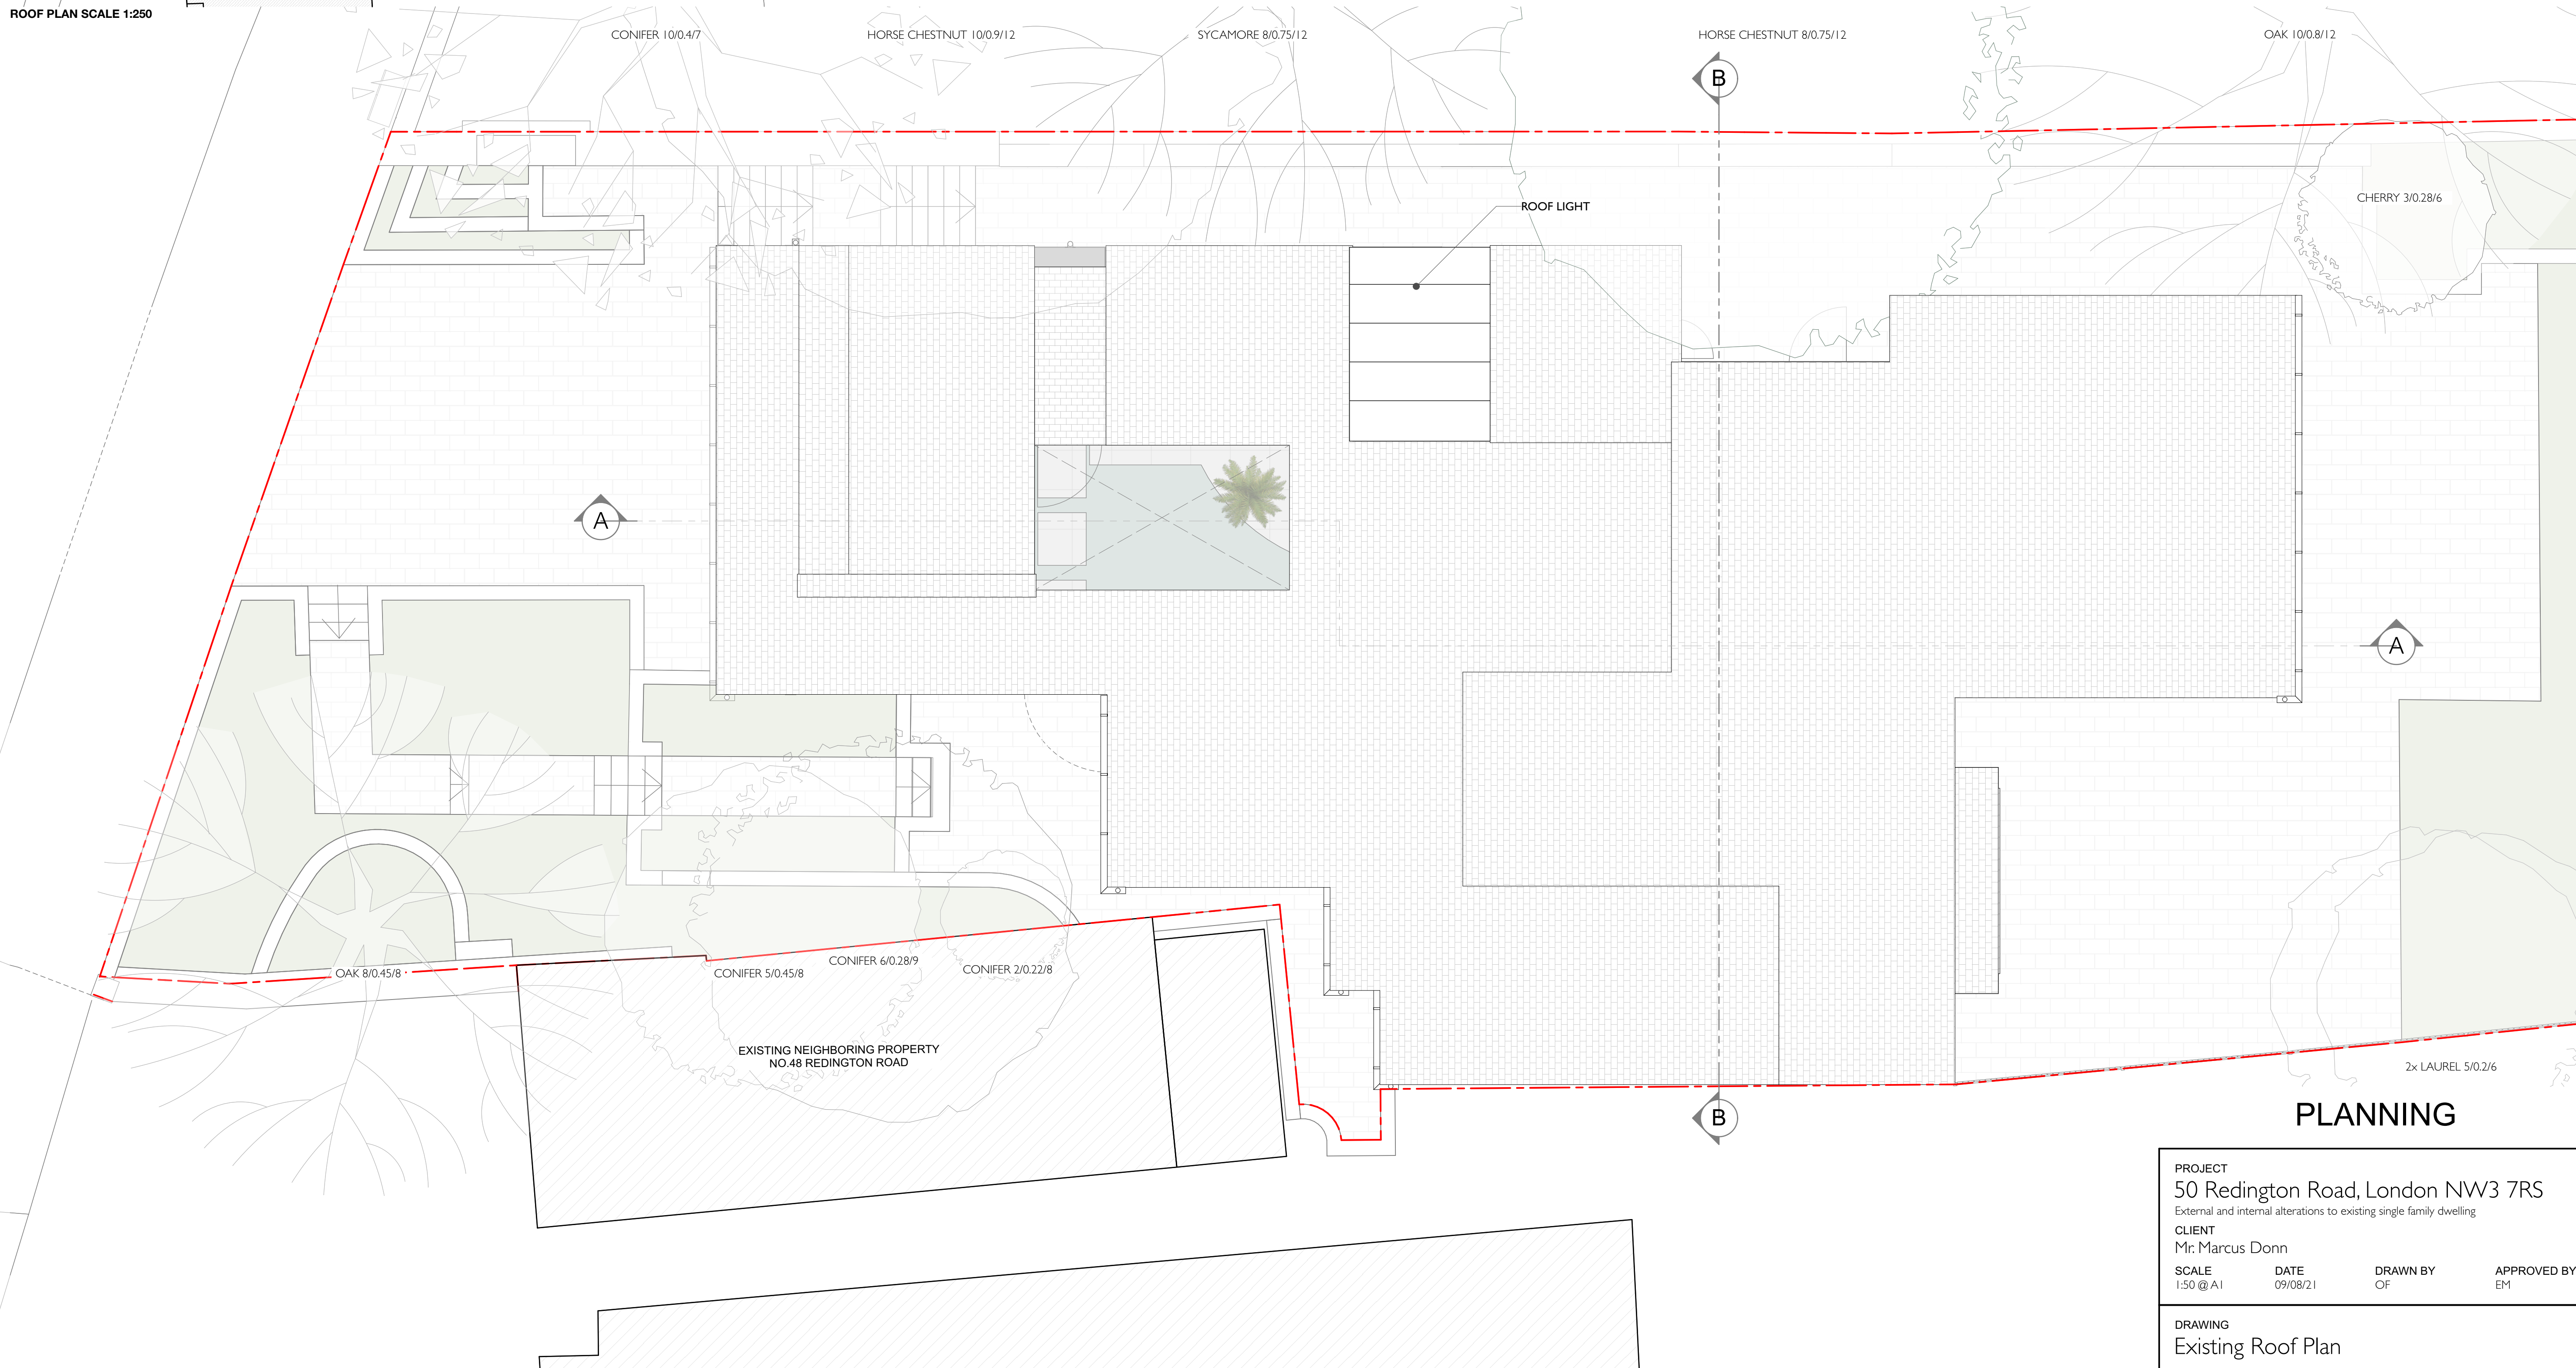 ROOF PLAN SCALE 1:250
CONIFER 10/0.4/7
HORSE CHESTNUT 10/0.9/12
SYCAMORE 8/0.75/12
HORSE CHESTNUT 8/0.75/12
OAK 10/0.8/12
B
CHERRY 3/0.28/6
ROOF LIGHT
A
A
OAK 8/0.45/8
CONIFER 5/0.45/8
CONIFER 6/0.28/9
CONIFER 2/0.22/8
EXISTING NEIGHBORING PROPERTY
NO.48 REDINGTON ROAD
2x LAUREL 5/0.2/6
B
PLANNING
PROJECT
50 Redington Road, London NW3 7RS
External and internal alterations to existing single family dwelling
CLIENT
Mr. Marcus Donn
SCALE DATE DRAWN BY APPROVED BY
1:50 @ A1 09/08/21 OF EM
DRAWING
Existing Roof Plan